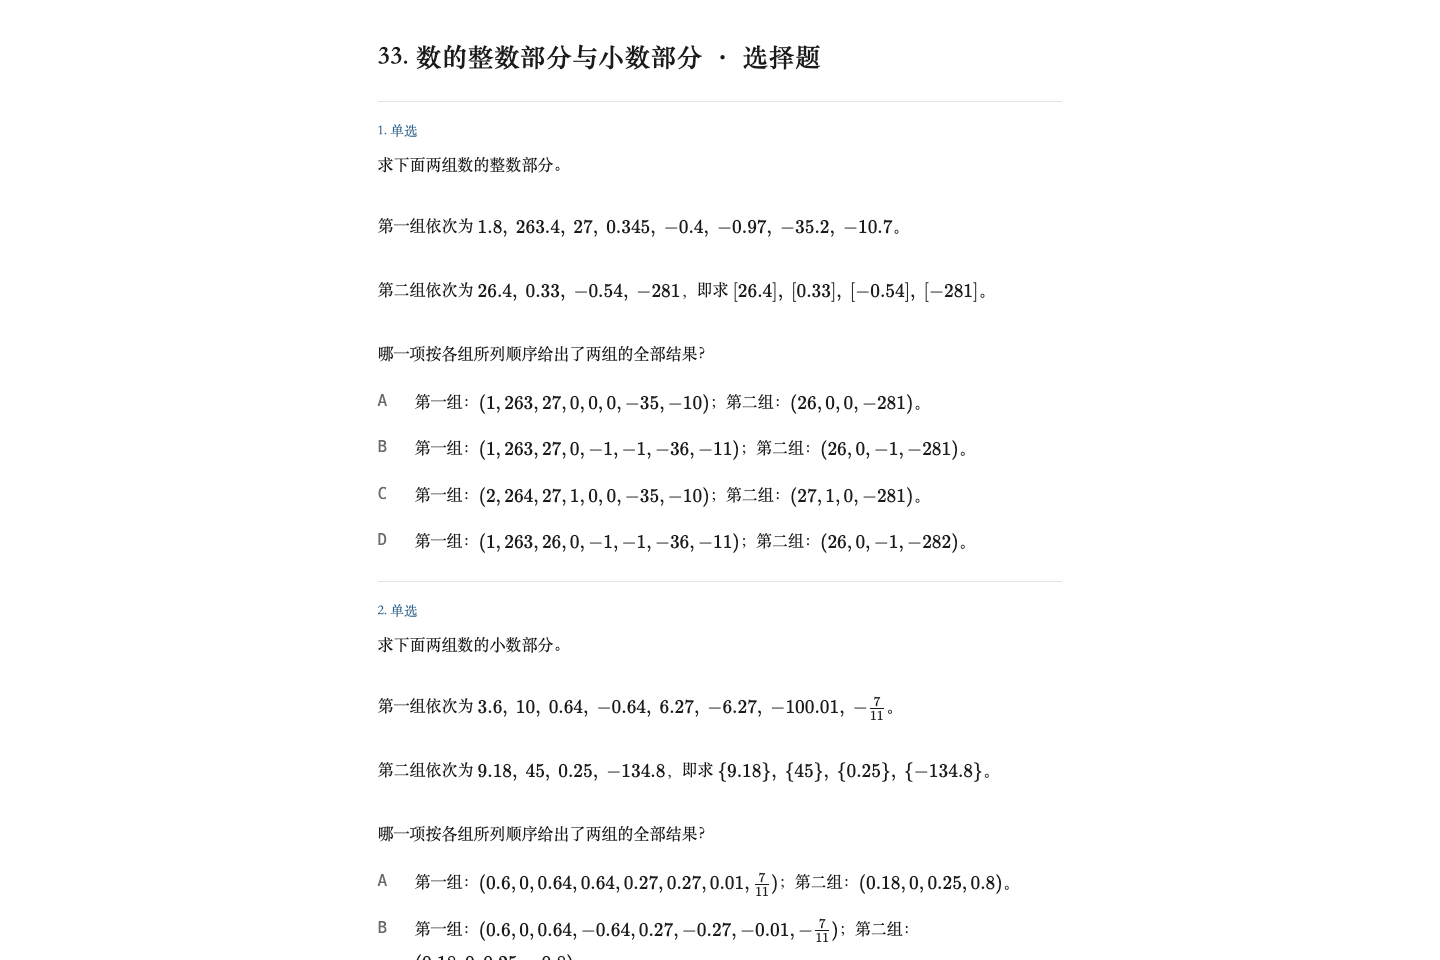 33. 数的整数部分与小数部分 · 选择题
1. 单选
求下面两组数的整数部分。
第一组依次为 1.8, 263.4, 27, 0.345, −0.4, −0.97, −35.2, −10.7。
第二组依次为 26.4, 0.33, −0.54, −281，即求 [26.4], [0.33], [−0.54], [−281]。
哪一项按各组所列顺序给出了两组的全部结果？
A 第一组：(1, 263, 27, 0, 0, 0, −35, −10)；第二组：(26, 0, 0, −281)。
B 第一组：(1, 263, 27, 0, −1, −1, −36, −11)；第二组：(26, 0, −1, −281)。
C 第一组：(2, 264, 27, 1, 0, 0, −35, −10)；第二组：(27, 1, 0, −281)。
D 第一组：(1, 263, 26, 0, −1, −1, −36, −11)；第二组：(26, 0, −1, −282)。
2. 单选
求下面两组数的小数部分。
第一组依次为 3.6, 10, 0.64, −0.64, 6.27, −6.27, −100.01, −7/11。
第二组依次为 9.18, 45, 0.25, −134.8，即求 {9.18}, {45}, {0.25}, {−134.8}。
哪一项按各组所列顺序给出了两组的全部结果？
A 第一组：(0.6, 0, 0.64, 0.64, 0.27, 0.27, 0.01, 7/11)；第二组：(0.18, 0, 0.25, 0.8)。
B 第一组：(0.6, 0, 0.64, −0.64, 0.27, −0.27, −0.01, −7/11)；第二组：